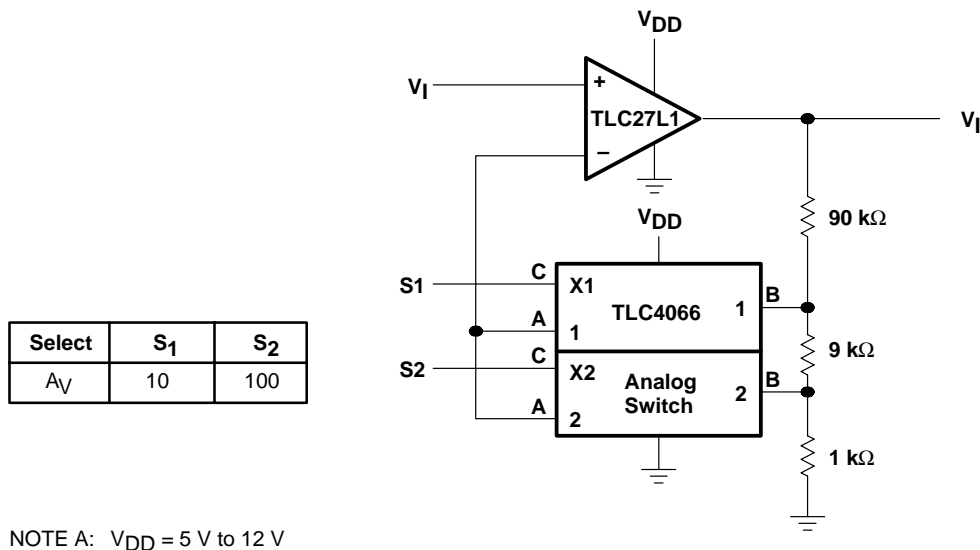 VDD
VI
+
TLC27L1
VI
−
90 kΩ
VDD
S1
C
X1
TLC4066
1
B
A
1
9 kΩ
S2
C
X2
Analog
Switch
2
B
A
2
1 kΩ
Select S1 S2
AV 10 100
NOTE A: VDD = 5 V to 12 V